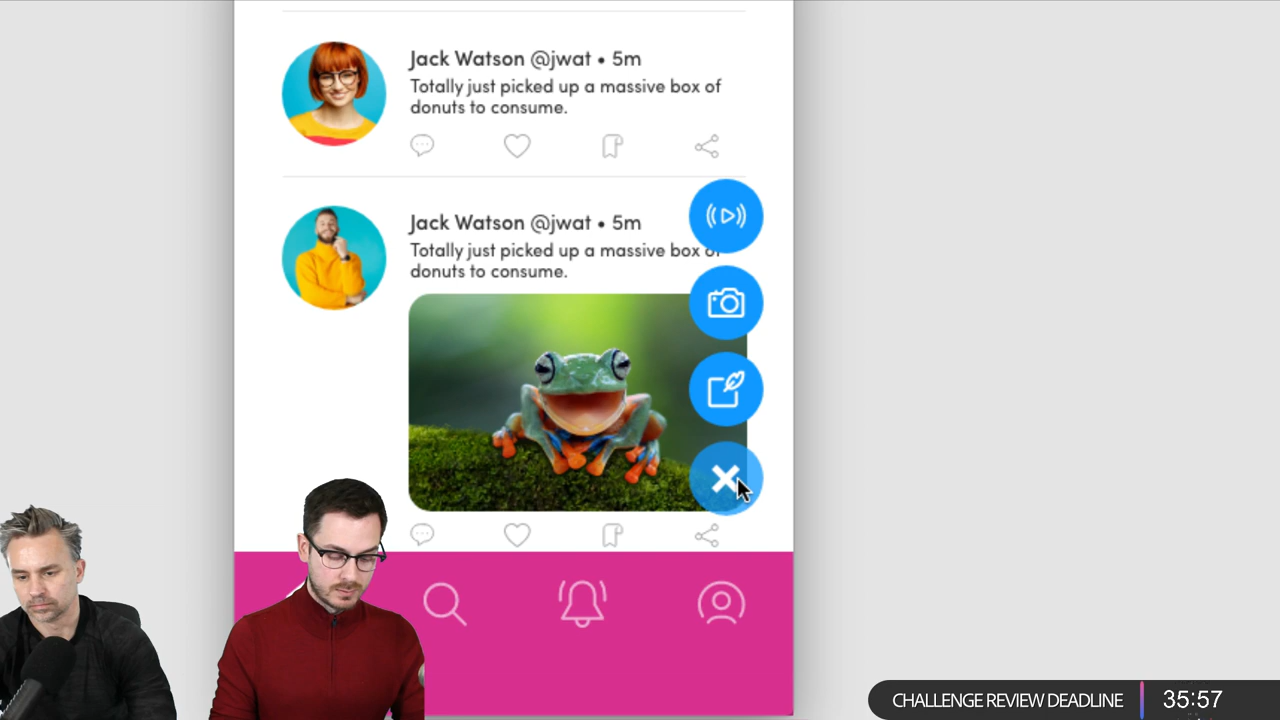 Jack Watson @jwat • 5m
Totally just picked up a massive box of
donuts to consume.
Jack Watson @jwat • 5m
Totally just picked up a massive box of
donuts to consume.
CHALLENGE REVIEW DEADLINE 35:57